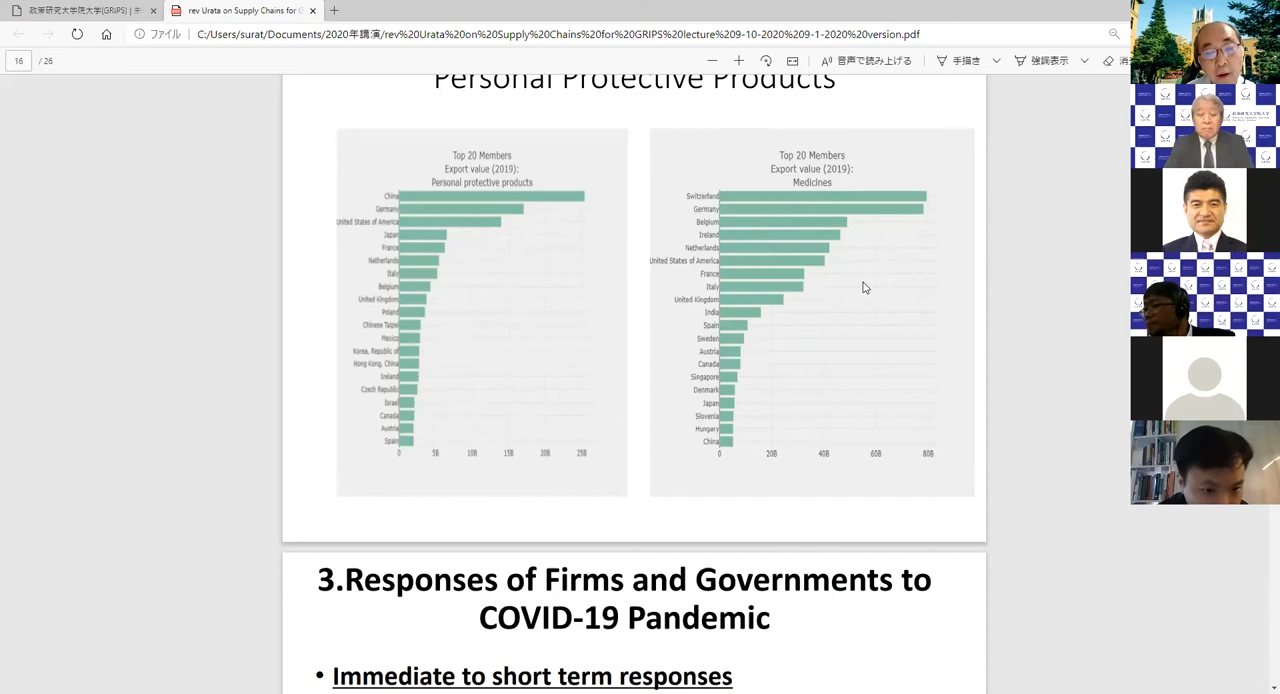 政策研究大学院大学(GRIPS) | 未
rev Urata on Supply Chains for G
ファイル
C:/Users/surat/Documents/2020年講演/rev%20Urata%20on%20Supply%20Chains%20for%20GRIPS%20lecture%209-10-2020%209-1-2020%20version.pdf
16 / 26
音声で読み上げる
手描き
強調表示
Personal Protective Products
Top 20 Members
Export value (2019):
Personal protective products
China
Germany
United States of America
Japan
France
Netherlands
Italy
Belgium
United Kingdom
Poland
Chinese Taipei
Mexico
Korea, Republic of
Hong Kong, China
Ireland
Czech Republic
Israel
Canada
Austria
Spain
0 5B 10B 15B 20B 25B
Top 20 Members
Export value (2019):
Medicines
Switzerland
Germany
Belgium
Ireland
Netherlands
United States of America
France
Italy
United Kingdom
India
Spain
Sweden
Austria
Canada
Singapore
Denmark
Japan
Slovenia
Hungary
China
0 20B 40B 60B 80B
3.Responses of Firms and Governments to
COVID-19 Pandemic
• Immediate to short term responses